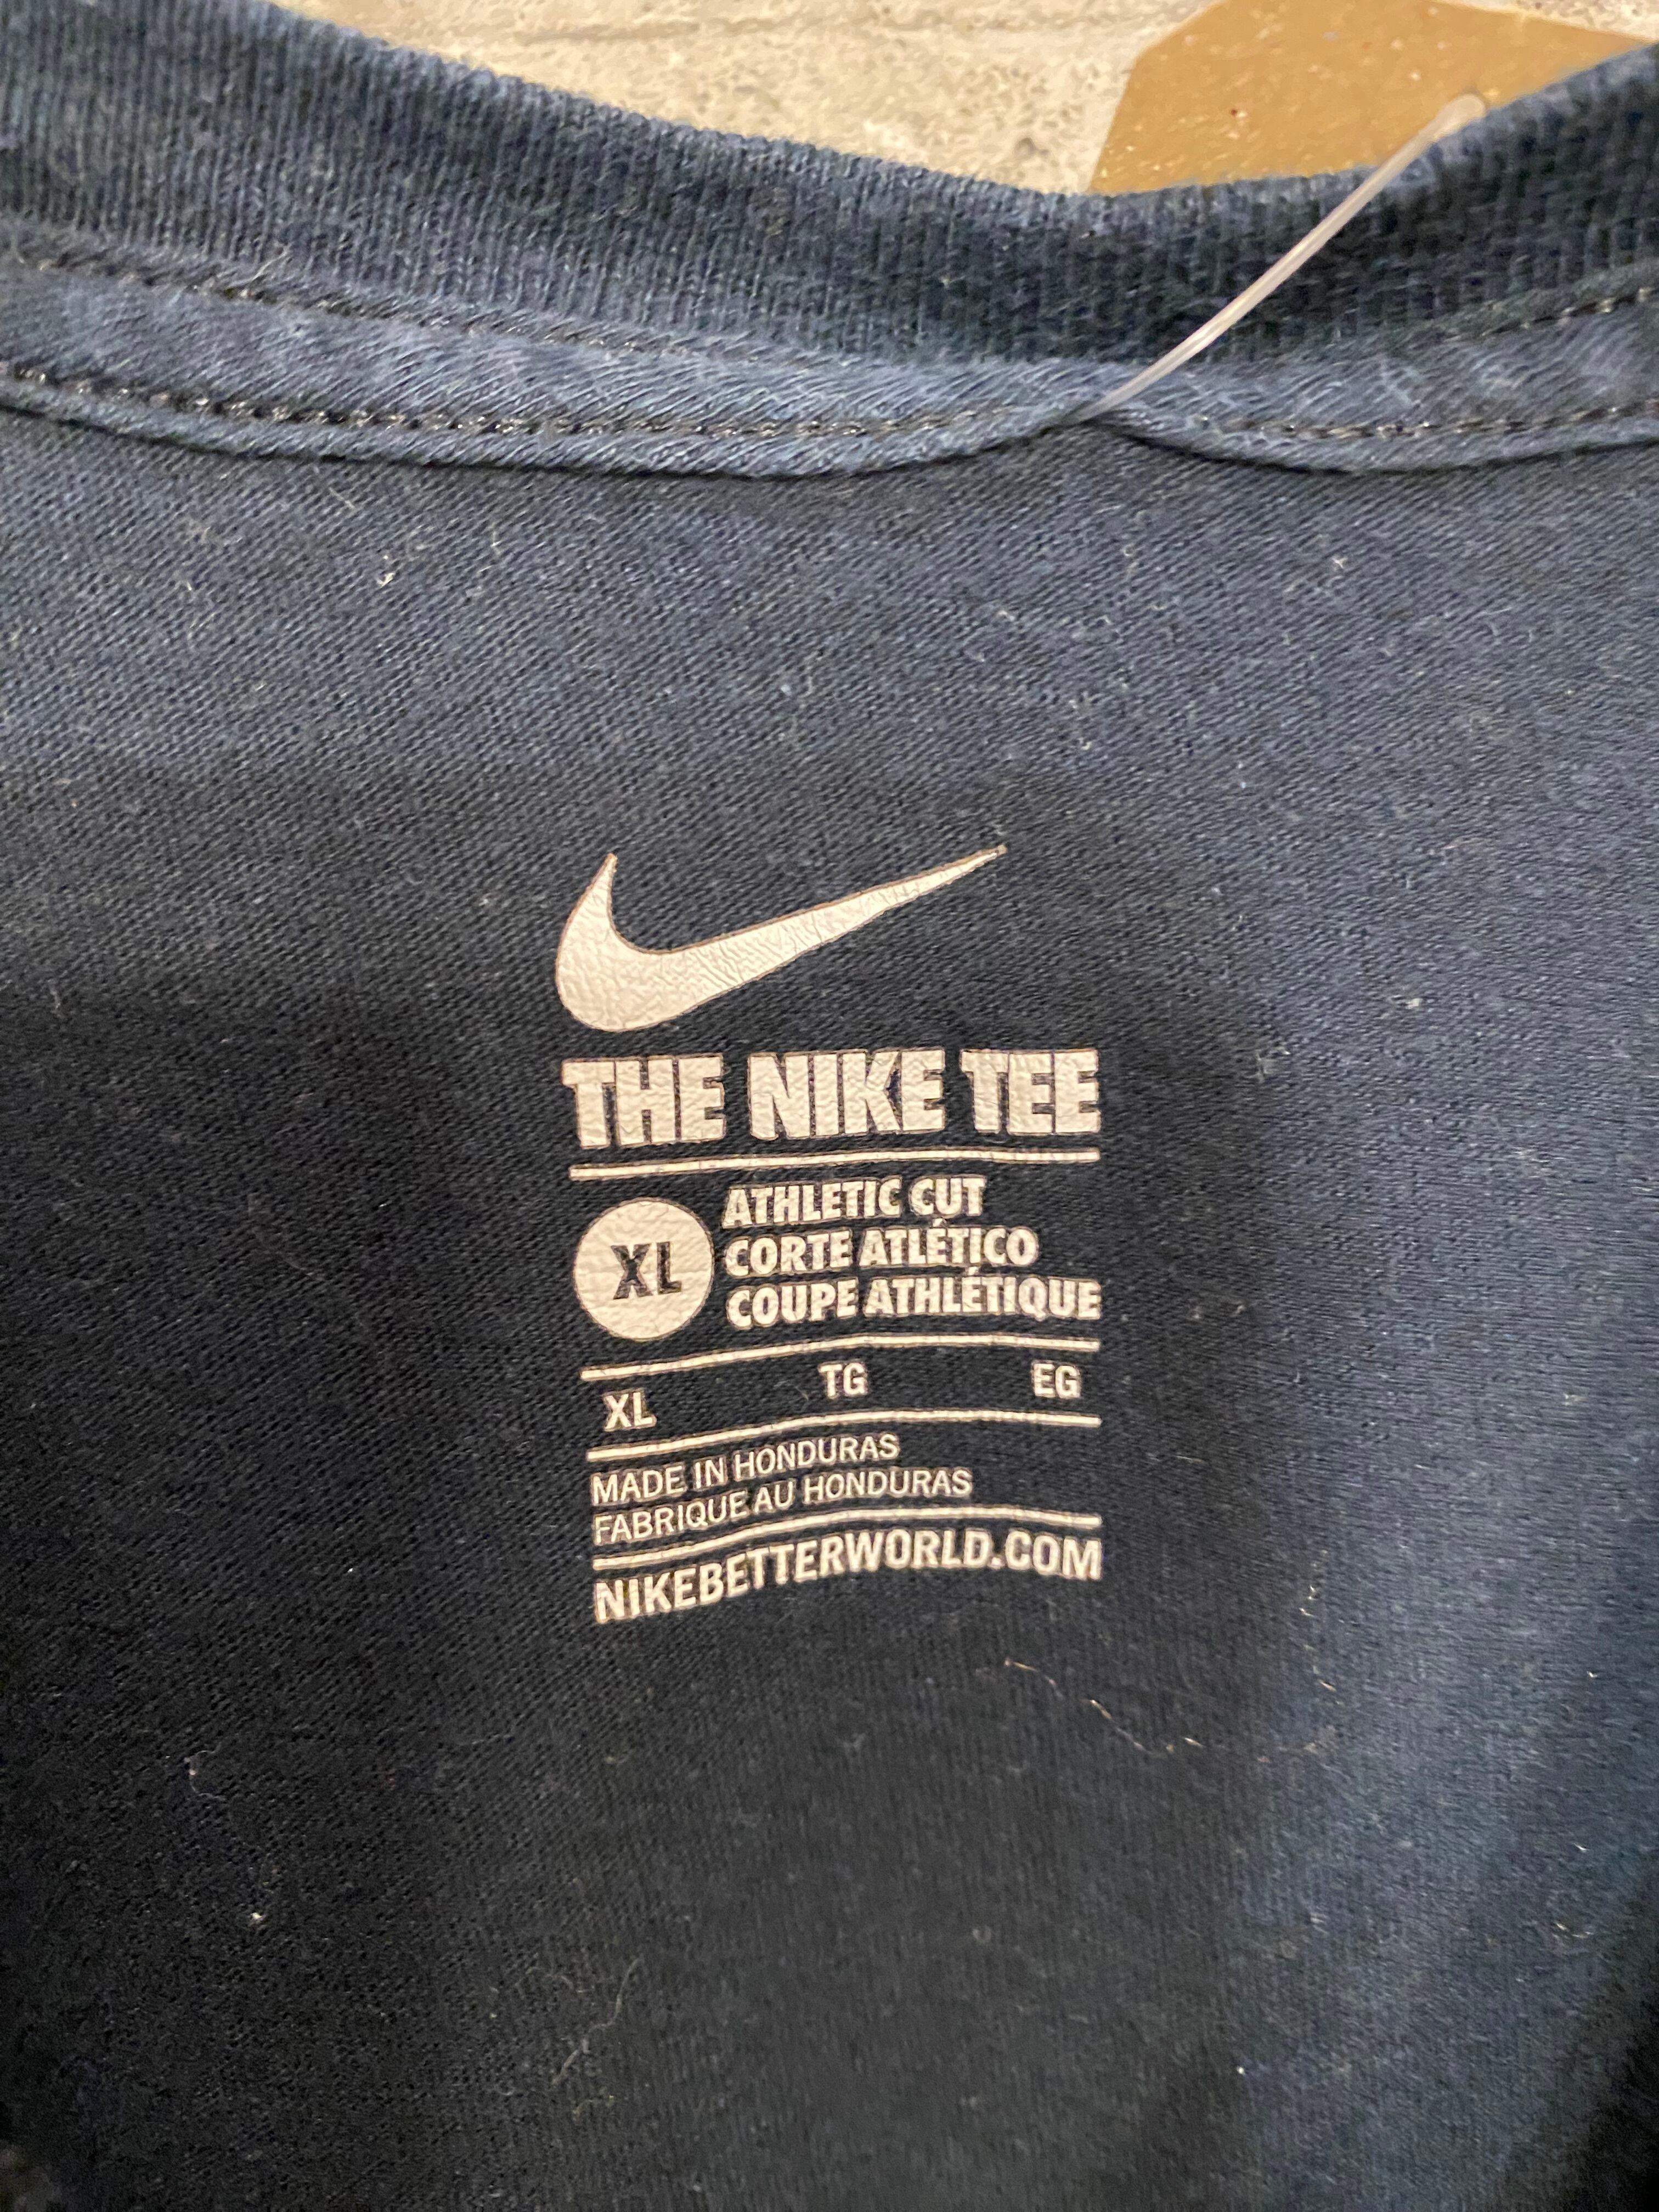 THE NIKE TEE
XL
ATHLETIC CUT
CORTE ATLÉTICO
COUPE ATHLÉTIQUE
XL TG EG
MADE IN HONDURAS
FABRIQUE AU HONDURAS
NIKEBETTERWORLD.COM